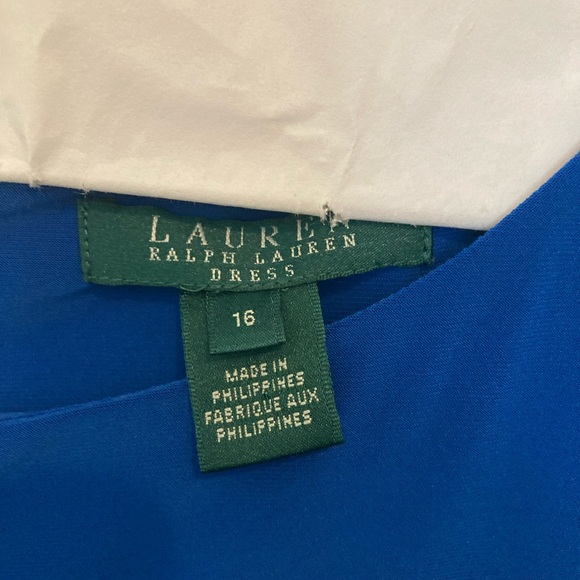 LAUREN
RALPH LAUREN
DRESS
16
MADE IN
PHILIPPINES
FABRIQUE AUX
PHILIPPINES